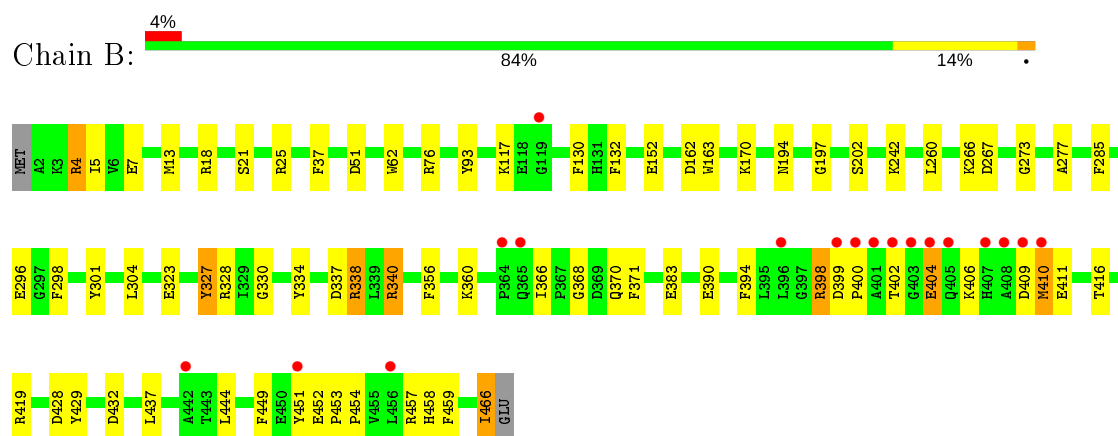 4%
Chain B:
84% 14% •
MET A2 K3 R4 I5 V6 E7 M13 R18 S21 R25 F37 D51 W62 R76 Y93 K117 E118 G119 F130 H131 F132 E152 D162 W163 K170 N194 G197 S202 K242 L260 K266 D267 G273 A277 F285
E296 G297 F298 Y301 L304 E323 Y327 R328 I329 G330 Y334 D337 R338 L339 R340 F356 K360 P364 Q365 I366 P367 G368 D369 Q370 F371 E383 E390 F394 L395 L396 G397 R398 D399 P400 A401 T402 G403 E404 Q405 K406 H407 A408 D409 M410 E411 T416
R419 D428 Y429 D432 L437 A442 T443 L444 F449 E450 Y451 E452 P453 P454 V455 L456 R457 H458 F459 I466 GLU